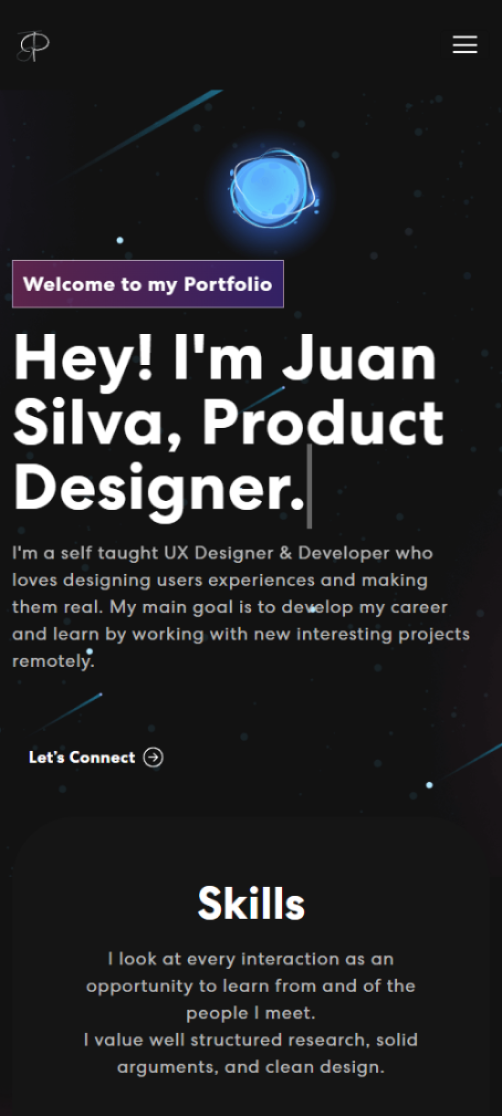 Welcome to my Portfolio
Hey! I'm Juan
Silva, Product
Designer.
I'm a self taught UX Designer & Developer who
loves designing users experiences and making
them real. My main goal is to develop my career
and learn by working with new interesting projects
remotely.
Let's Connect
Skills
I look at every interaction as an
opportunity to learn from and of the
people I meet.
I value well structured research, solid
arguments, and clean design.